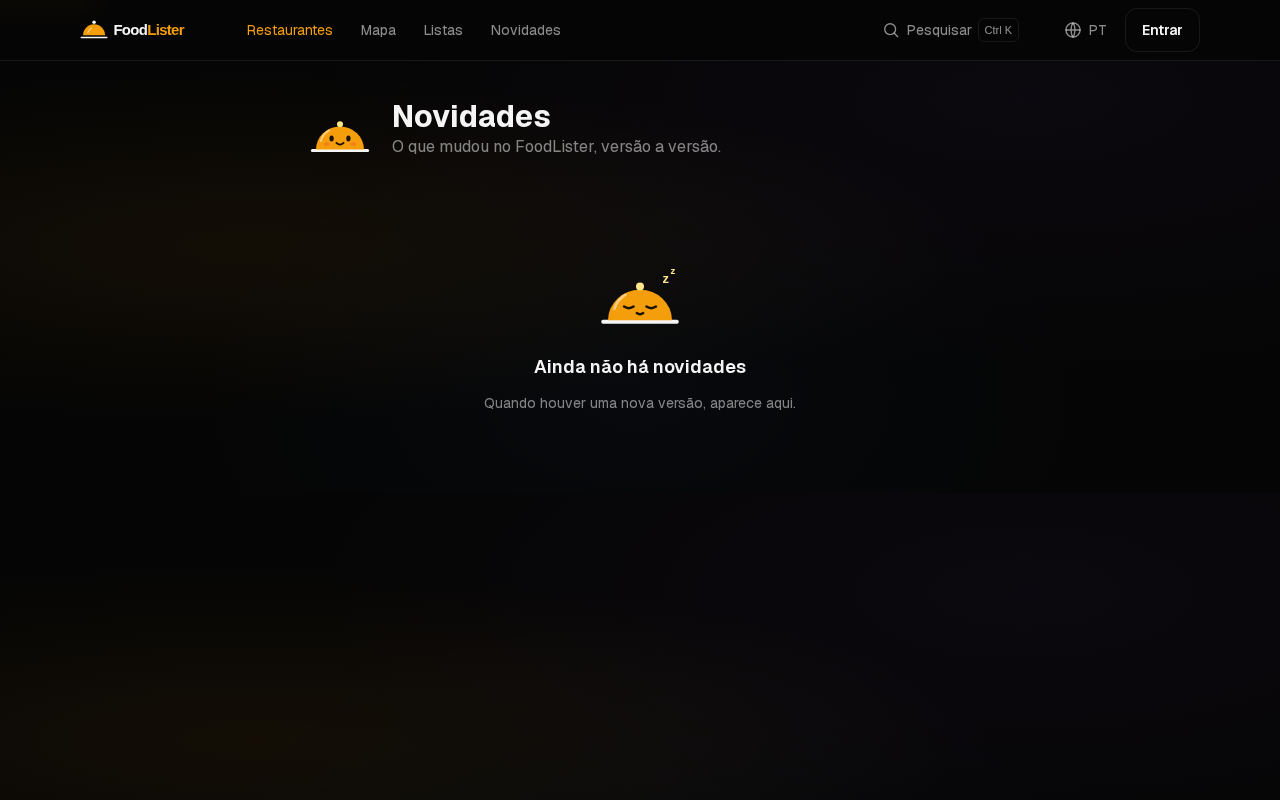 FoodLister
Restaurantes
Mapa
Listas
Novidades
Pesquisar
Ctrl K
PT
Entrar
Novidades
O que mudou no FoodLister, versão a versão.
z z
Ainda não há novidades
Quando houver uma nova versão, aparece aqui.